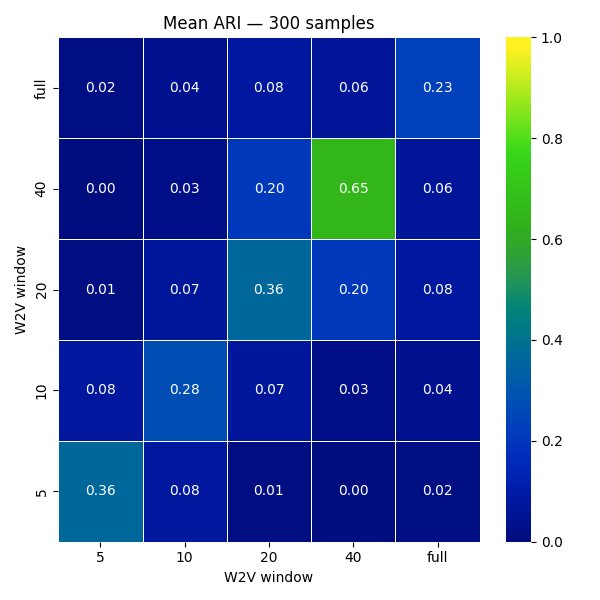 Mean ARI — 300 samples
full 0.02 0.04 0.08 0.06 0.23
40 0.00 0.03 0.20 0.65 0.06
20 0.01 0.07 0.36 0.20 0.08
10 0.08 0.28 0.07 0.03 0.04
5 0.36 0.08 0.01 0.00 0.02
5 10 20 40 full
W2V window
W2V window
1.0
0.8
0.6
0.4
0.2
0.0